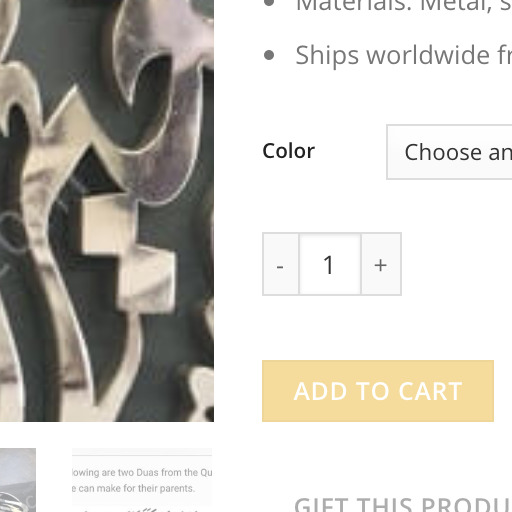 Materials: Metal, s
Ships worldwide fr
Color
Choose an
- 1 +
ADD TO CART
lowing are two Duas from the Qu
e can make for their parents.
GIFT THIS PRODU